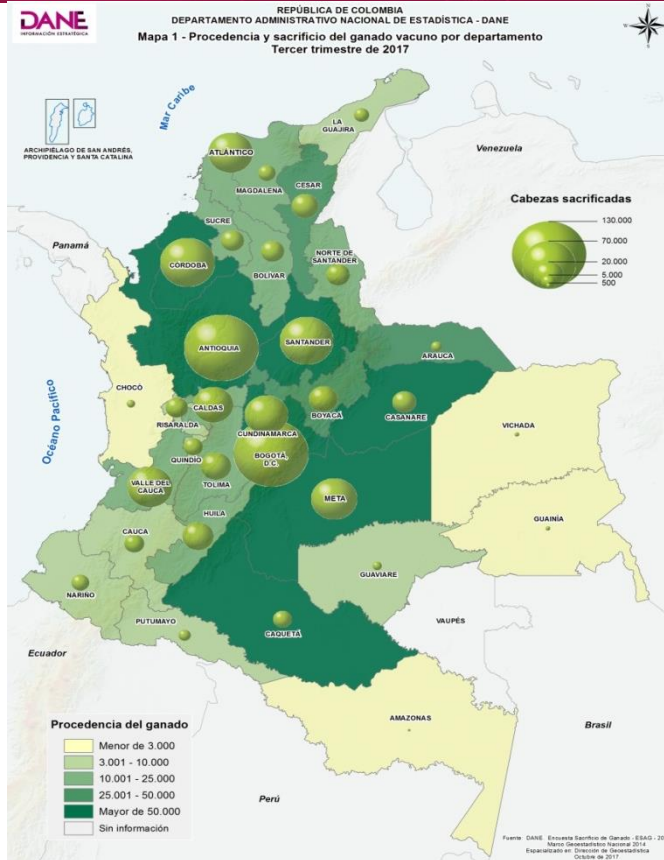 DANE
INFORMACIÓN ESTRATÉGICA
REPÚBLICA DE COLOMBIA
DEPARTAMENTO ADMINISTRATIVO NACIONAL DE ESTADÍSTICA - DANE
Mapa 1 - Procedencia y sacrificio del ganado vacuno por departamento
Tercer trimestre de 2017
Mar Caribe
ARCHIPIÉLAGO DE SAN ANDRÉS,
PROVIDENCIA Y SANTA CATALINA
LA
GUAJIRA
ATLÁNTICO
MAGDALENA
CESAR
Venezuela
Cabezas sacrificadas
130.000
70.000
20.000
5.000
500
Panamá
SUCRE
CÓRDOBA
BOLÍVAR
NORTE DE
SANTANDER
ANTIOQUIA
SANTANDER
ARAUCA
Océano Pacífico
CHOCÓ
CALDAS
RISARALDA
BOYACÁ
CASANARE
CUNDINAMARCA
BOGOTÁ,
D.C.
VICHADA
QUINDÍO
TOLIMA
VALLE DEL
CAUCA
META
HUILA
GUAINÍA
CAUCA
GUAVIARE
NARIÑO
PUTUMAYO
CAQUETÁ
VAUPÉS
Ecuador
AMAZONAS
Brasil
Perú
Procedencia del ganado
Menor de 3.000
3.001 - 10.000
10.001 - 25.000
25.001 - 50.000
Mayor de 50.000
Sin información
Fuente: DANE. Encuesta Sacrificio de Ganado - ESAG - 20
Marco Geoestadístico Nacional 2014
Espacializado en: Dirección de Geoestadística
Octubre de 2017